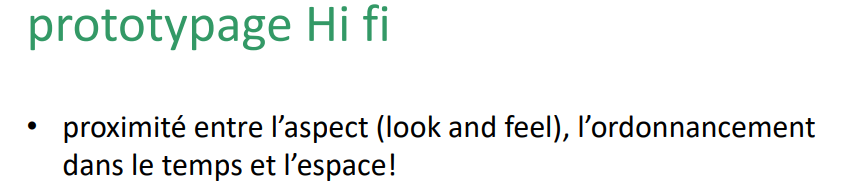 prototypage Hi fi
• proximité entre l’aspect (look and feel), l’ordonnancement
dans le temps et l’espace!